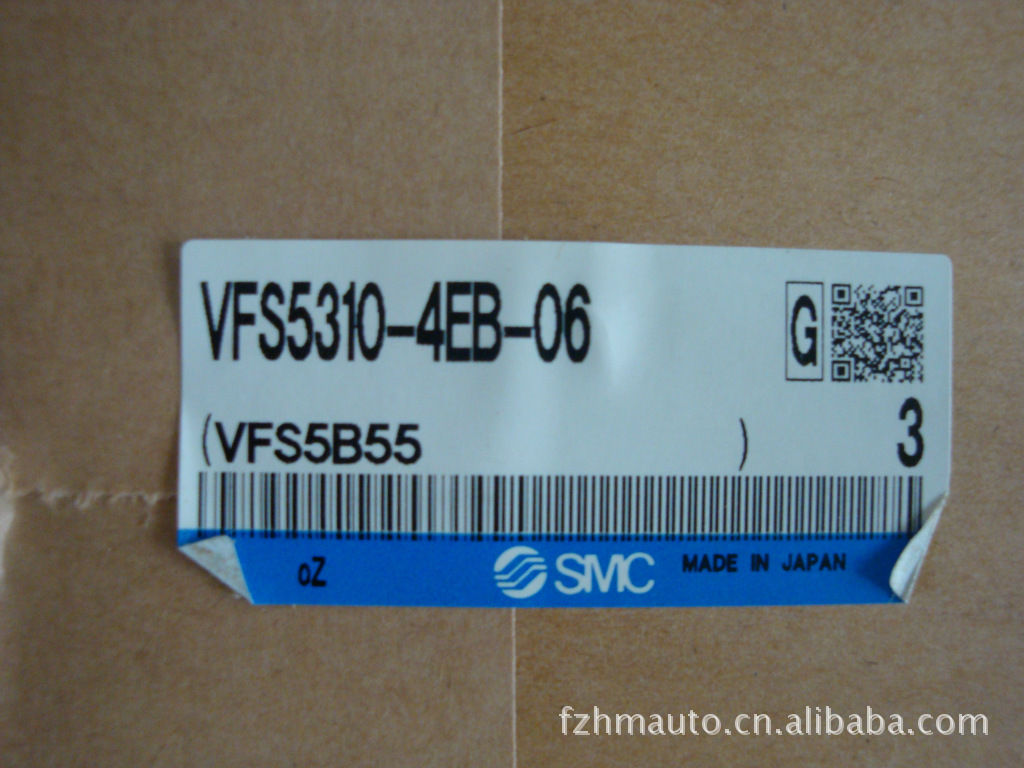 VFS5310-4EB-06
G
(VFS5B55 )
3
oZ
SMC
MADE IN JAPAN
fzhmauto.cn.alibaba.com